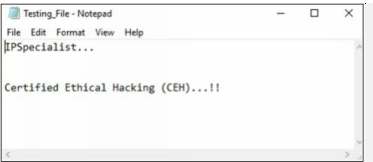 Testing_File - Notepad
File Edit Format View Help
IPSpecialist...
Certified Ethical Hacking (CEH)...!!